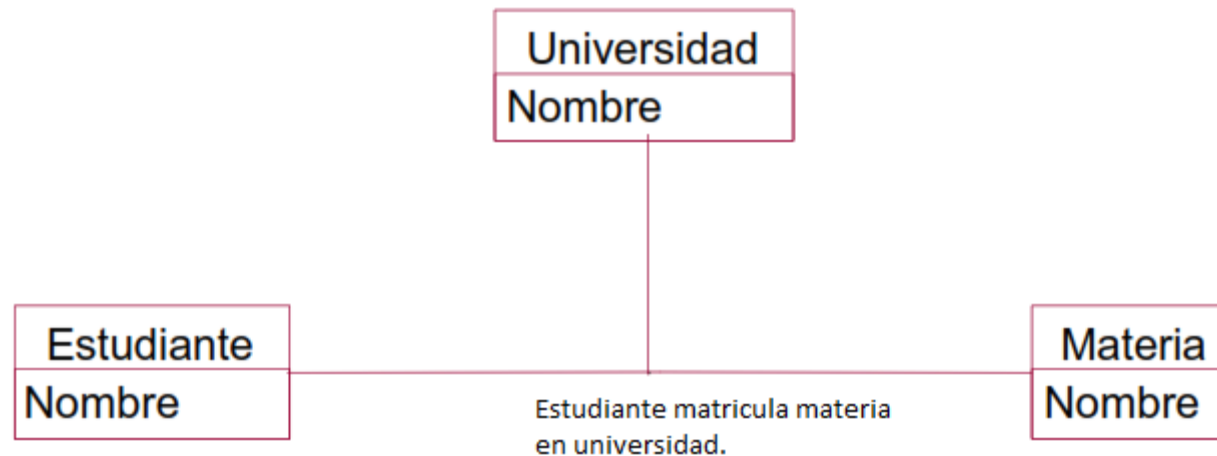 Universidad
Nombre
Estudiante
Nombre
Materia
Nombre
Estudiante matricula materia
en universidad.